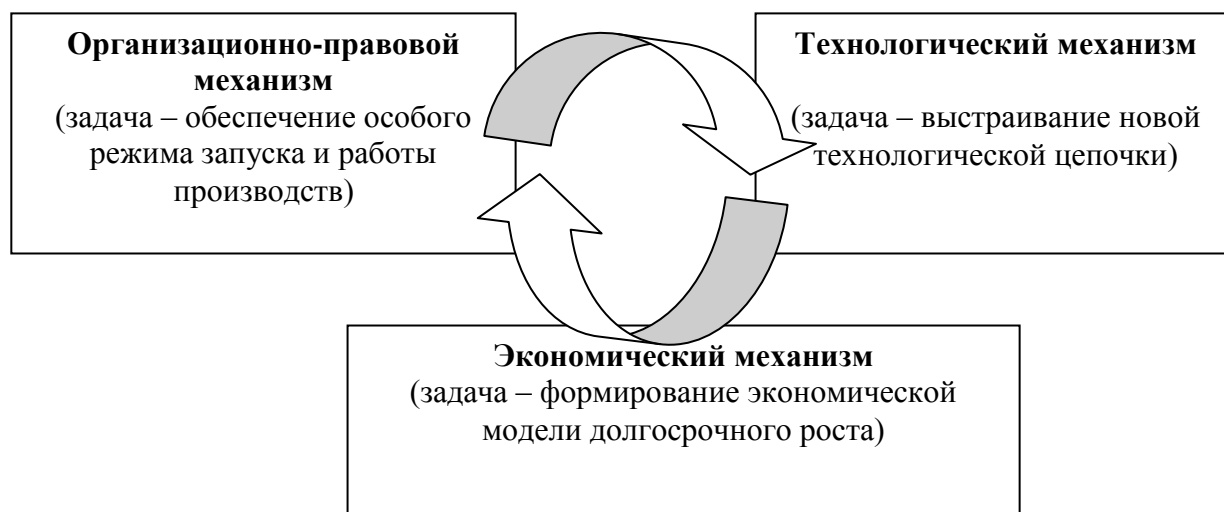 Организационно-правовой
механизм
(задача – обеспечение особого
режима запуска и работы
производств)
Технологический механизм
(задача – выстраивание новой
технологической цепочки)
Экономический механизм
(задача – формирование экономической
модели долгосрочного роста)